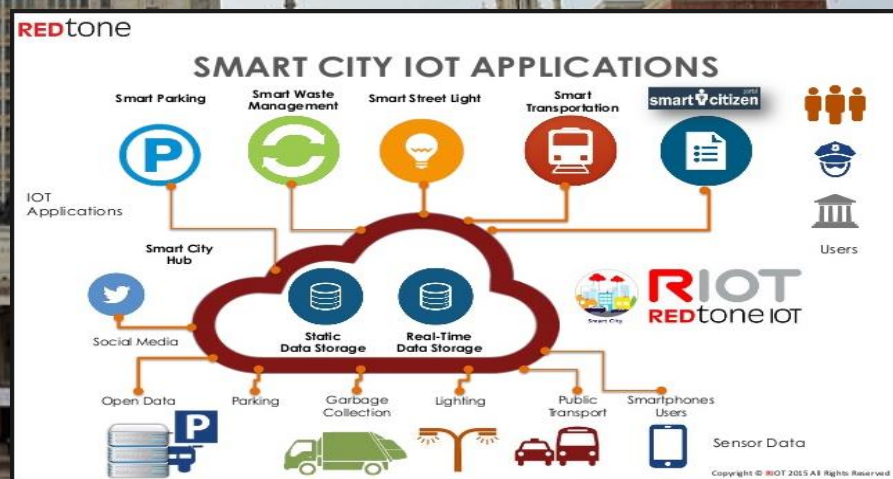 REDtone
SMART CITY IOT APPLICATIONS
Smart Parking
Smart Waste
Management
Smart Street Light
Smart
Transportation
portal
smart citizen
P
IOT
Applications
Users
Smart City
Hub
Social Media
Static
Data Storage
Real-Time
Data Storage
Smart City
RIOT
REDtone IOT
Open Data
Parking
Garbage
Collection
Lighting
Public
Transport
Smartphones
Users
P
Sensor Data
Copyright © RIOT 2015 All Rights Reserved